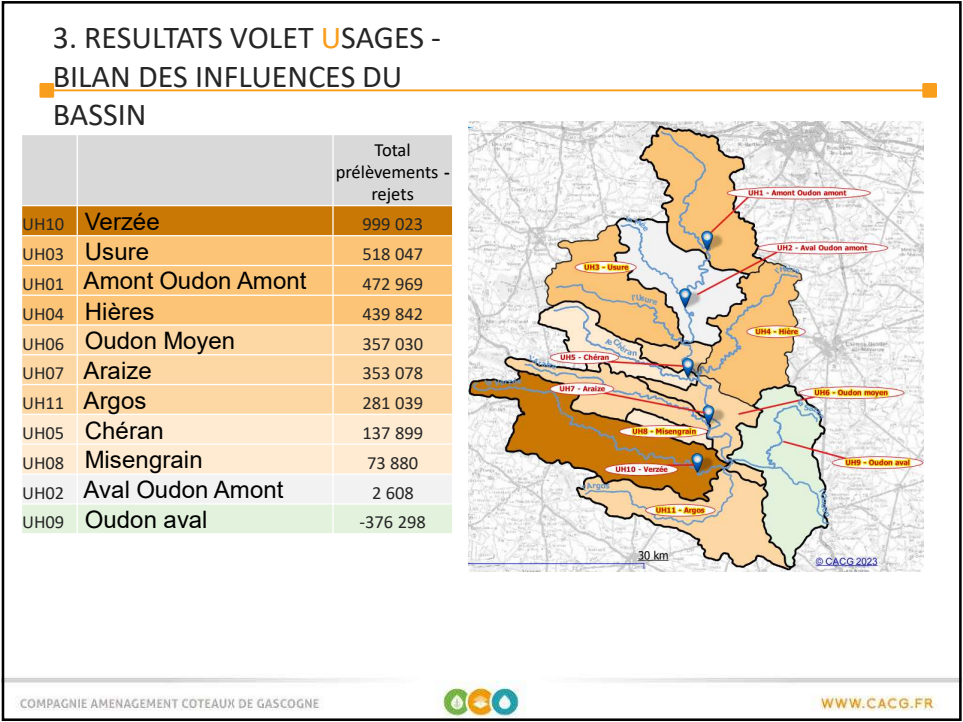 3. RESULTATS VOLET USAGES -
BILAN DES INFLUENCES DU
BASSIN
Total
prélèvements -
rejets
UH10 Verzée 999 023
UH03 Usure 518 047
UH01 Amont Oudon Amont 472 969
UH04 Hières 439 842
UH06 Oudon Moyen 357 030
UH07 Araize 353 078
UH11 Argos 281 039
UH05 Chéran 137 899
UH08 Misengrain 73 880
UH02 Aval Oudon Amont 2 608
UH09 Oudon aval -376 298
UH1 - Amont Oudon amont
UH2 - Aval Oudon amont
UH3 - Usure
l'Usure
UH4 - Hière
UH5 - Chéran
Chéran
UH7 - Araize
UH6 - Oudon moyen
UH8 - Misengrain
UH9 - Oudon aval
UH10 - Verzée
Argos
UH11 - Argos
30 km
© CACG 2023
COMPAGNIE AMENAGEMENT COTEAUX DE GASCOGNE
WWW.CACG.FR